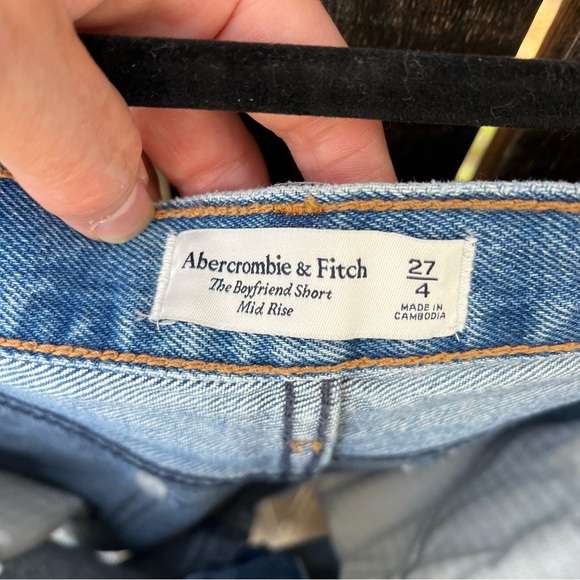 Abercrombie & Fitch
The Boyfriend Short
Mid Rise
27
4
MADE IN
CAMBODIA